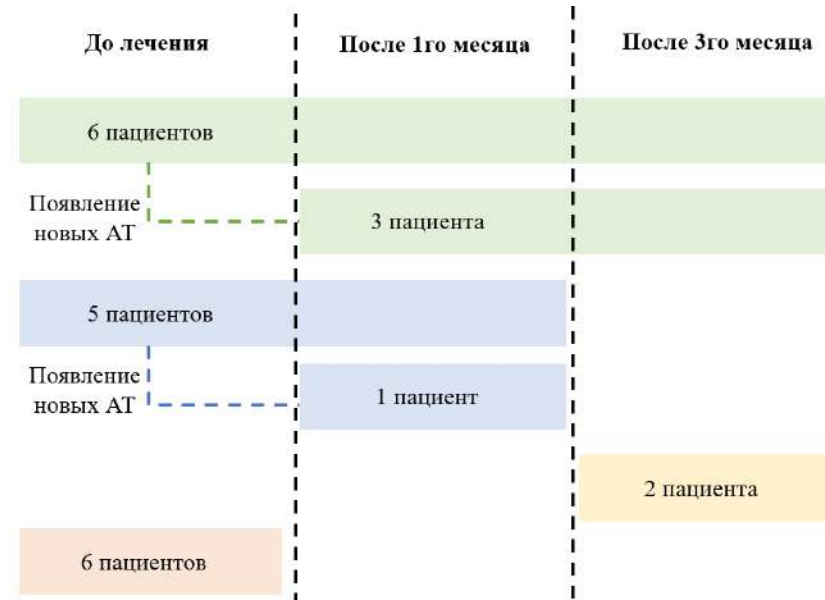 До лечения
После 1го месяца
После 3го месяца
6 пациентов
Появление
новых АТ
3 пациента
5 пациентов
Появление
новых АТ
1 пациент
2 пациента
6 пациентов